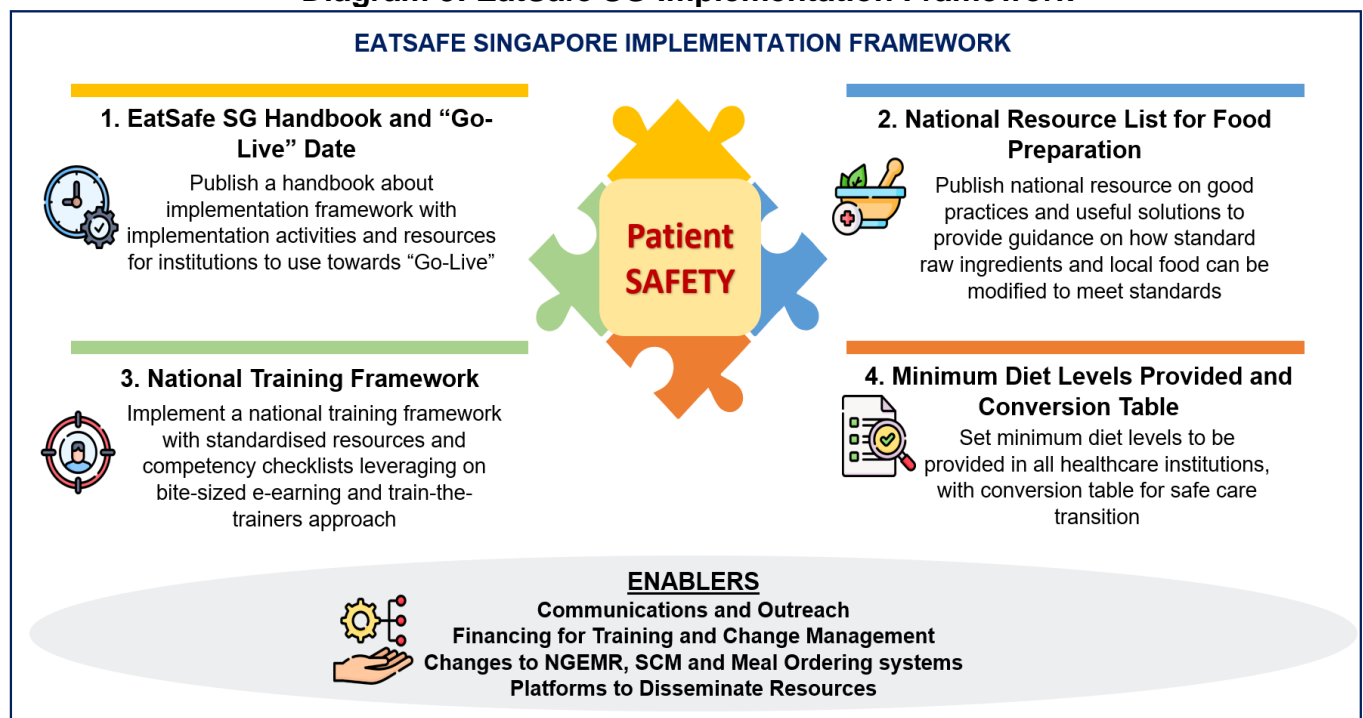 Diagram 3: EatSafe SG Implementation Framework
EATSAFE SINGAPORE IMPLEMENTATION FRAMEWORK
1. EatSafe SG Handbook and “Go-
Live” Date
Publish a handbook about
implementation framework with
implementation activities and resources
for institutions to use towards “Go-Live”
Patient
SAFETY
2. National Resource List for Food
Preparation
Publish national resource on good
practices and useful solutions to
provide guidance on how standard
raw ingredients and local food can be
modified to meet standards
3. National Training Framework
Implement a national training framework
with standardised resources and
competency checklists leveraging on
bite-sized e-earning and train-the-
trainers approach
4. Minimum Diet Levels Provided and
Conversion Table
Set minimum diet levels to be
provided in all healthcare institutions,
with conversion table for safe care
transition
ENABLERS
Communications and Outreach
Financing for Training and Change Management
Changes to NGEMR, SCM and Meal Ordering systems
Platforms to Disseminate Resources